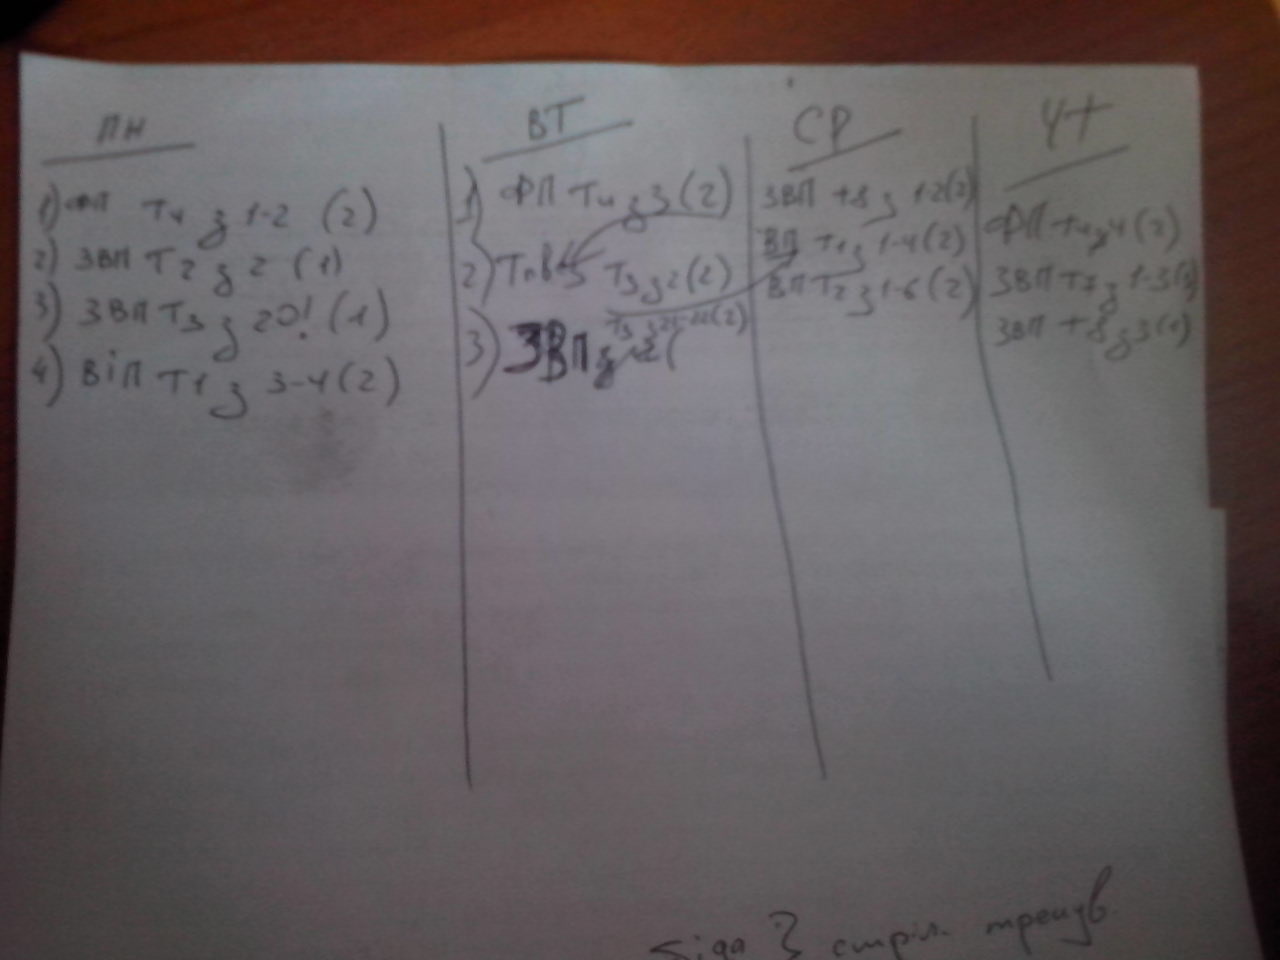 ПН
1) ФП Т4 з 1-2 (2)
2) ЗВП Т2 з 2 (1)
3) ЗВП Т3 з 20! (1)
4) ВіП Т1 з 3-4 (2)
ВТ
1) ФП Т4 з 3 (2)
2) Т3 з 2 (2)
Т3 з 21-22 (2)
3) ЗВП з 2 (
СР
ЗВП Т8 з 1-2 (2)
ВП Т1 з 1-4 (2)
ВП Т2 з 1-6 (2)
ЧТ
ФП Т4 з 4 (2)
ЗВП Т7 з 1-3 (3)
ЗВП Т8 з 3 (1)
3 стріл. тренув.